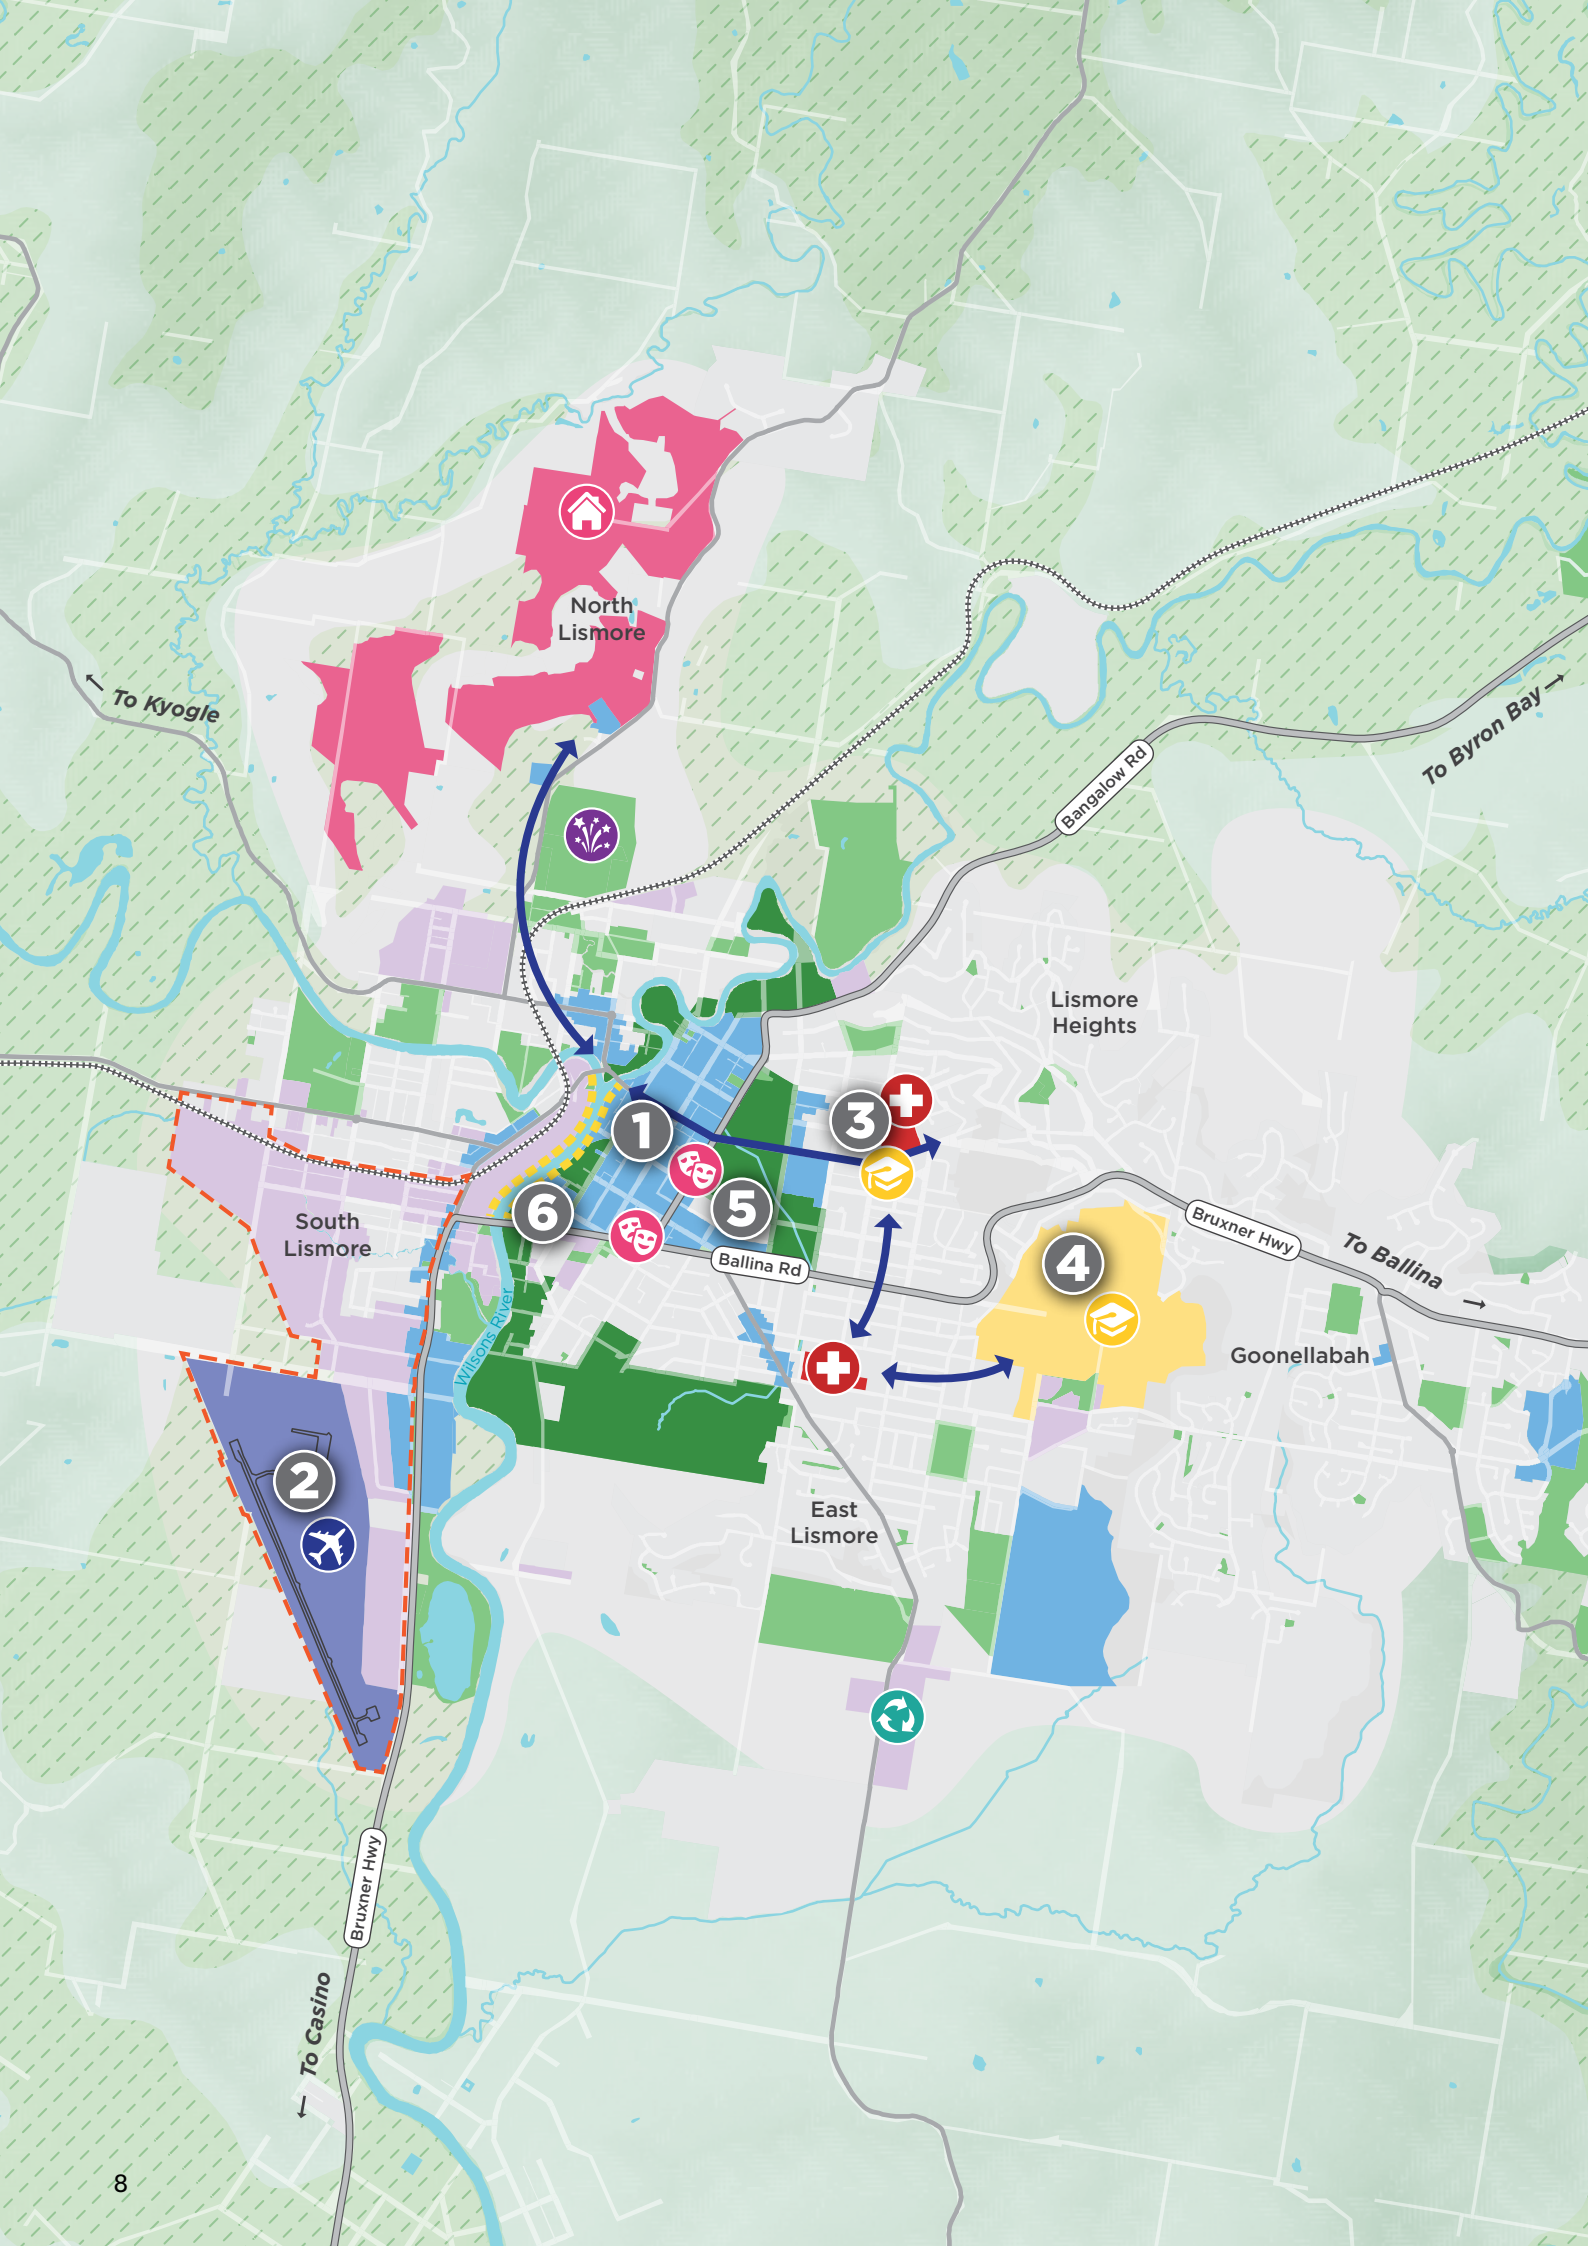 North
Lismore
To Kyogle
To Byron Bay
Bangalow Rd
Lismore
Heights
3
1
5
6
South
Lismore
Bruxner Hwy
To Ballina
4
Ballina Rd
Wilsons River
Goonellabah
2
East
Lismore
Bruxner Hwy
To Casino
8